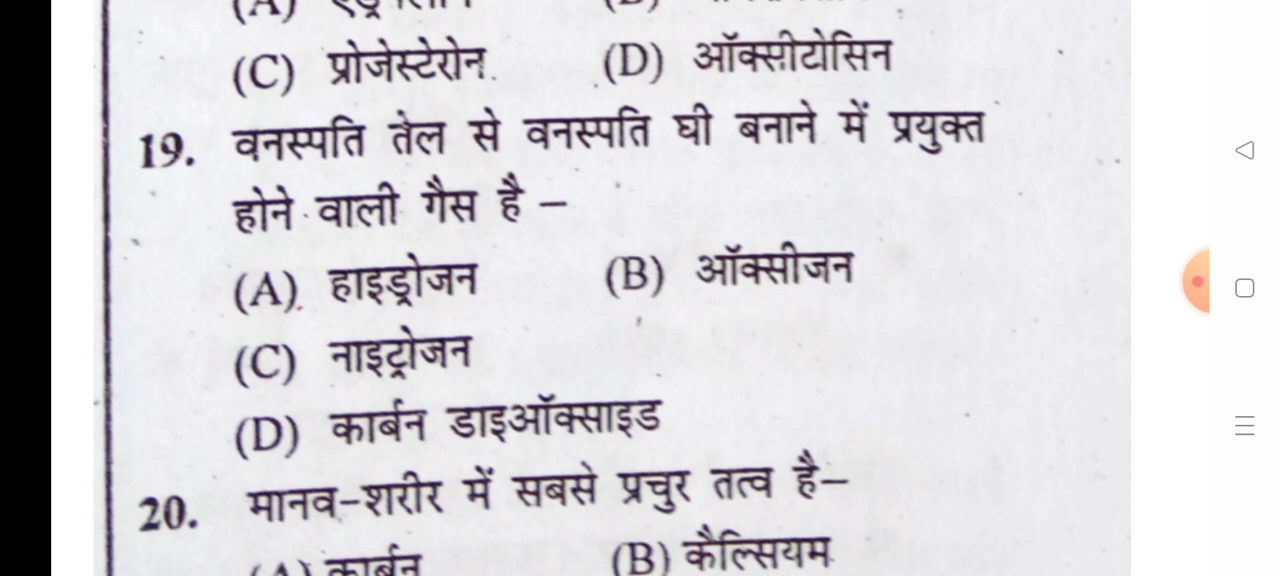 (C) प्रोजेस्टेरोन (D) ऑक्सीटोसिन
19. वनस्पति तेल से वनस्पति घी बनाने में प्रयुक्त
होने वाली गैस है –
(A) हाइड्रोजन (B) ऑक्सीजन
(C) नाइट्रोजन
(D) कार्बन डाइऑक्साइड
20. मानव-शरीर में सबसे प्रचुर तत्व है–
(A) कार्बन (B) कैल्सियम